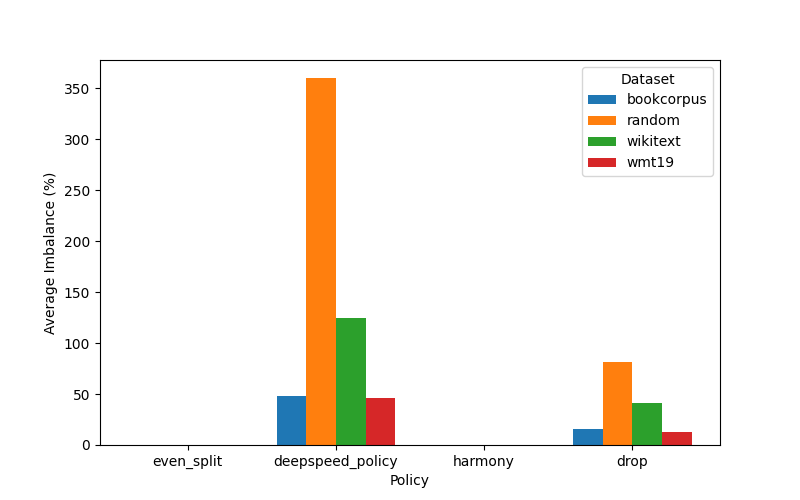 Dataset
bookcorpus
random
wikitext
wmt19
Average Imbalance (%)
350
300
250
200
150
100
50
0
even_split
deepspeed_policy
harmony
drop
Policy